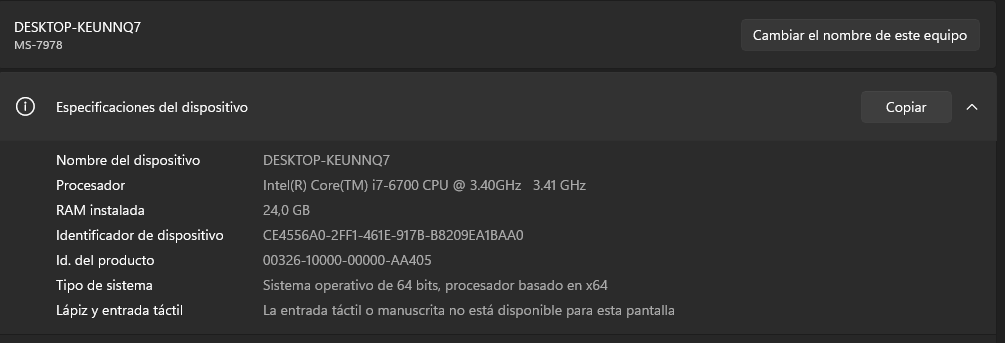 DESKTOP-KEUNNQ7
MS-7978
Cambiar el nombre de este equipo
Especificaciones del dispositivo
Copiar
Nombre del dispositivo DESKTOP-KEUNNQ7
Procesador Intel(R) Core(TM) i7-6700 CPU @ 3.40GHz 3.41 GHz
RAM instalada 24,0 GB
Identificador de dispositivo CE4556A0-2FF1-461E-917B-B8209EA1BAA0
Id. del producto 00326-10000-00000-AA405
Tipo de sistema Sistema operativo de 64 bits, procesador basado en x64
Lápiz y entrada táctil La entrada táctil o manuscrita no está disponible para esta pantalla